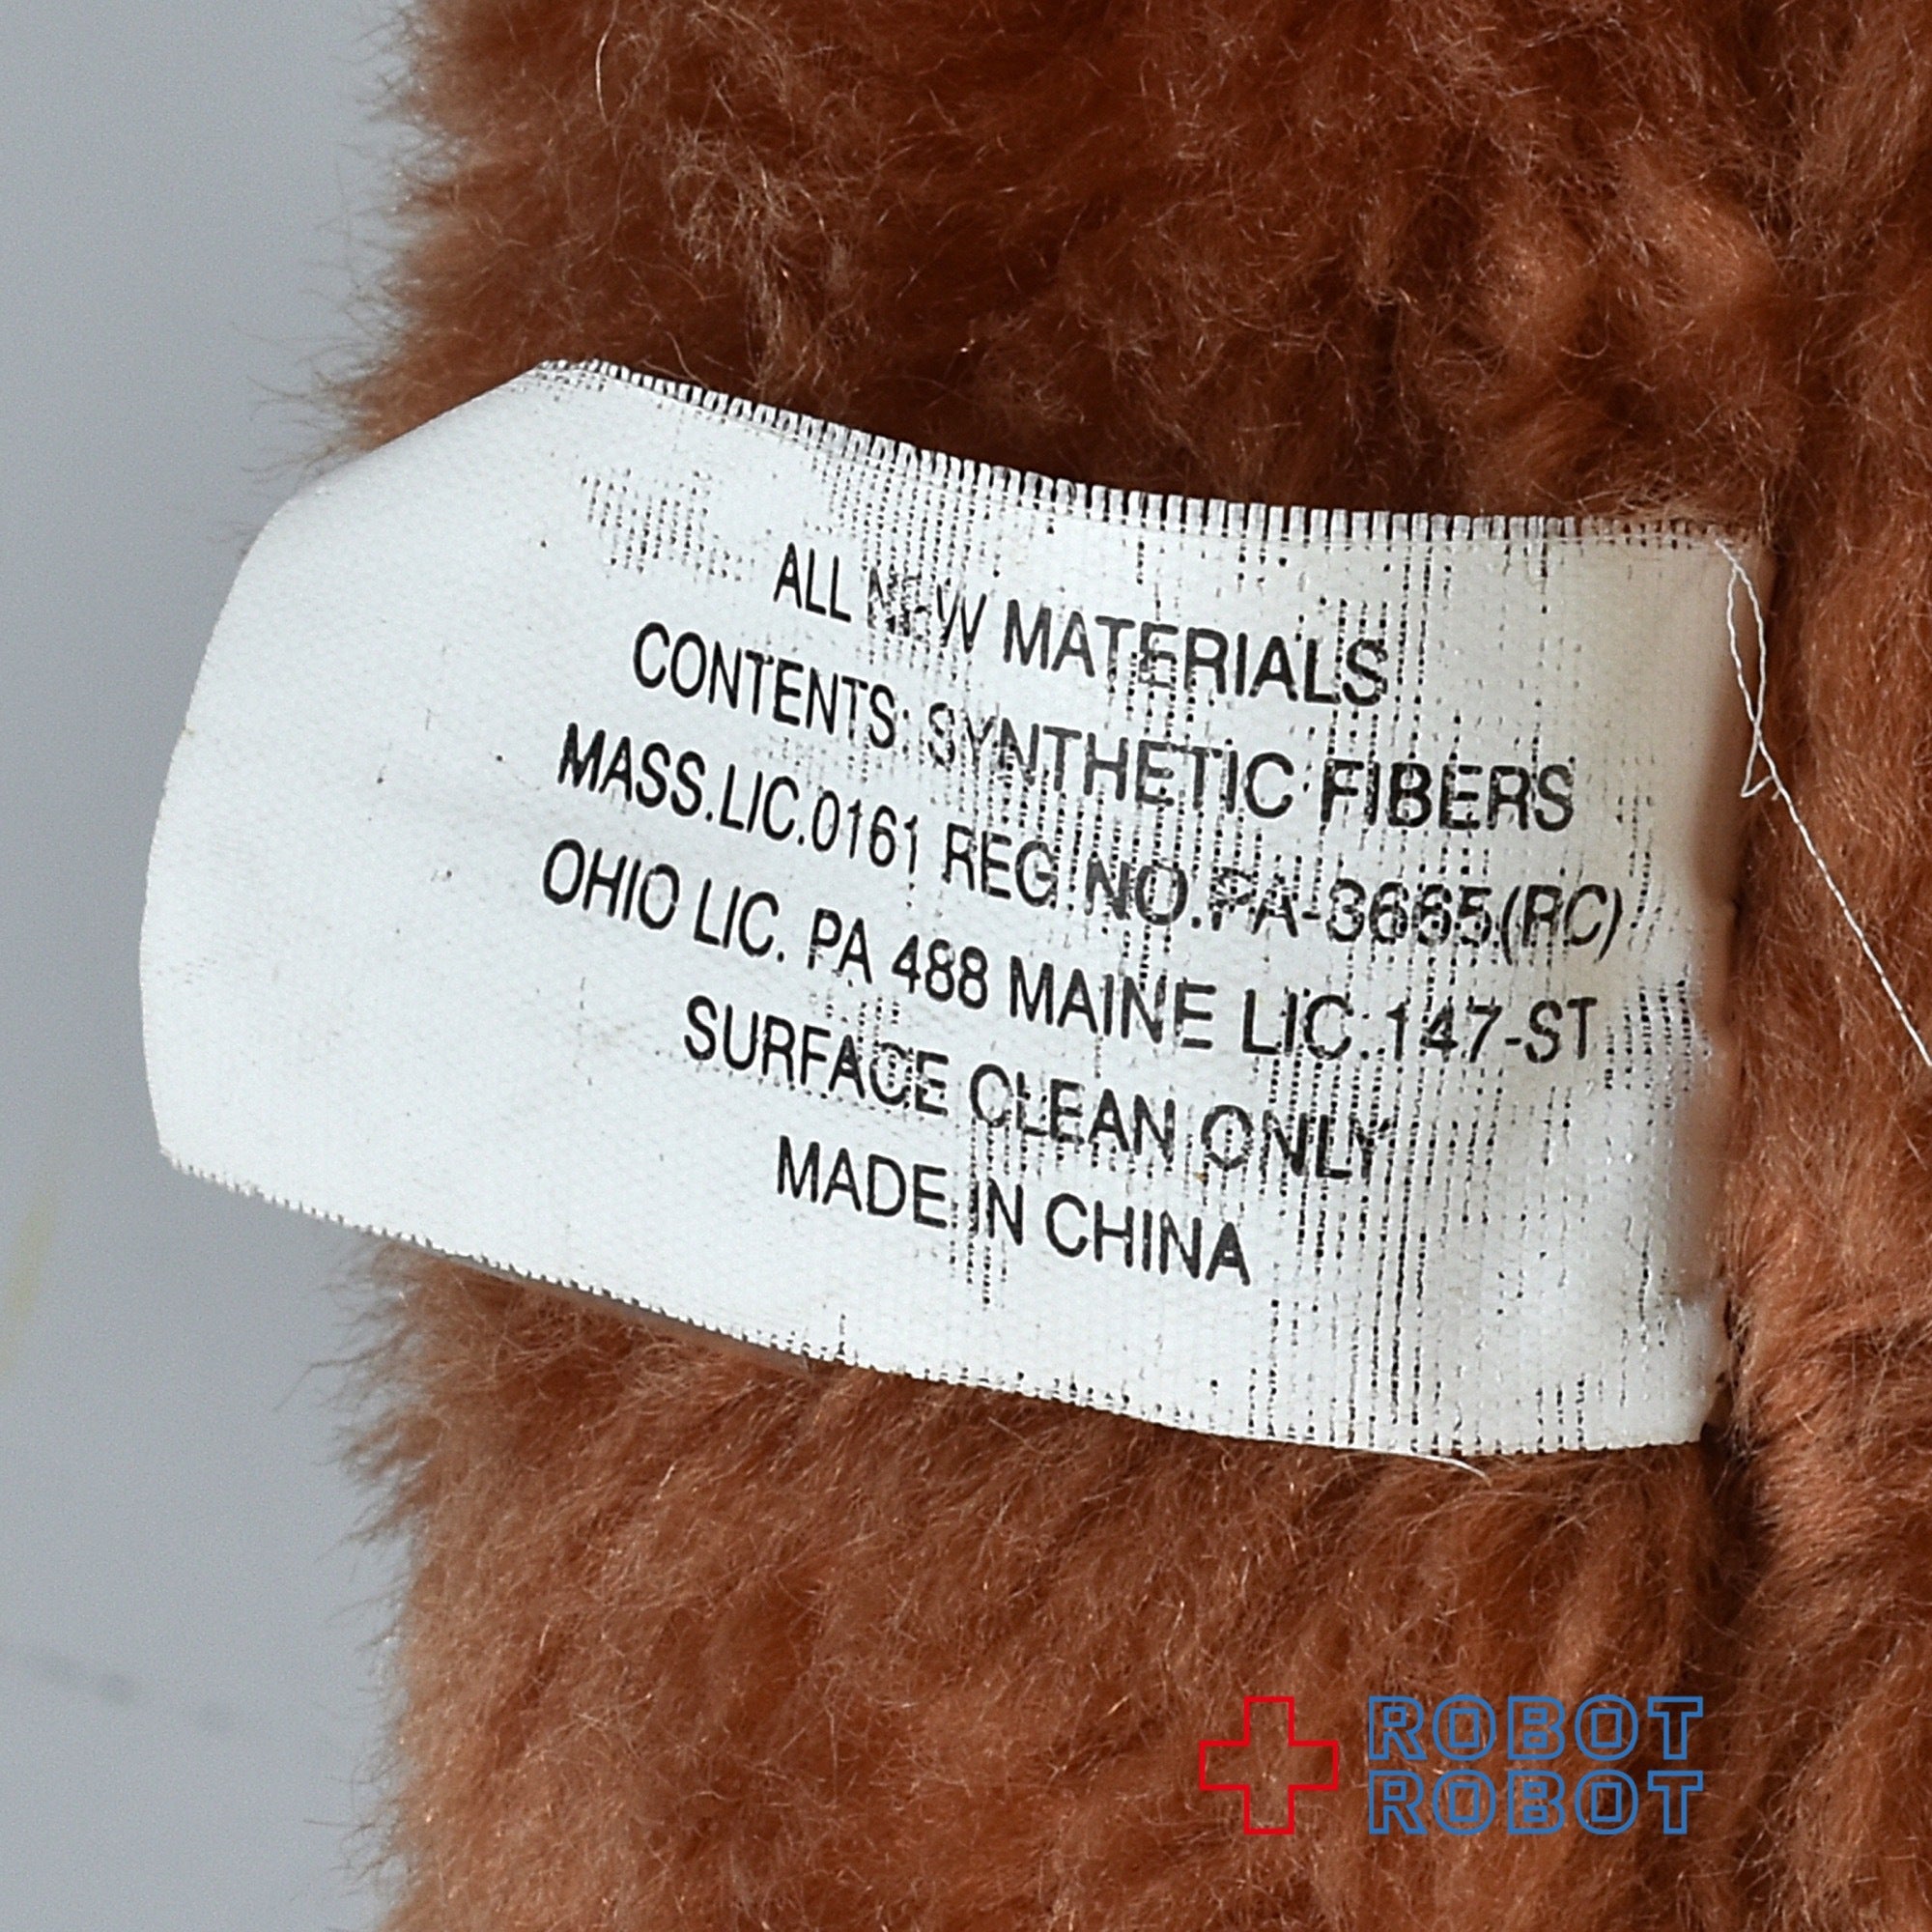 ALL NEW MATERIALS
CONTENTS: SYNTHETIC FIBERS
MASS.LIC.0161 REG.NO.PA-3665(RC)
OHIO LIC. PA 488 MAINE LIC.147-ST
SURFACE CLEAN ONLY
MADE IN CHINA
ROBOT
ROBOT